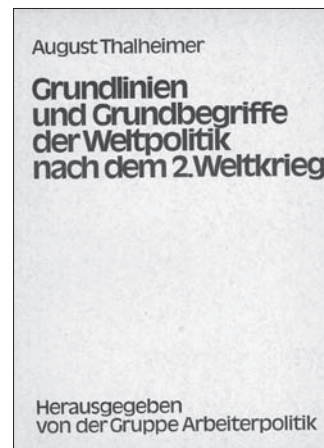 August Thalheimer
Grundlinien
und Grundbegriffe
der Weltpolitik
nach dem 2.Weltkrieg
Herausgegeben
von der Gruppe Arbeiterpolitik